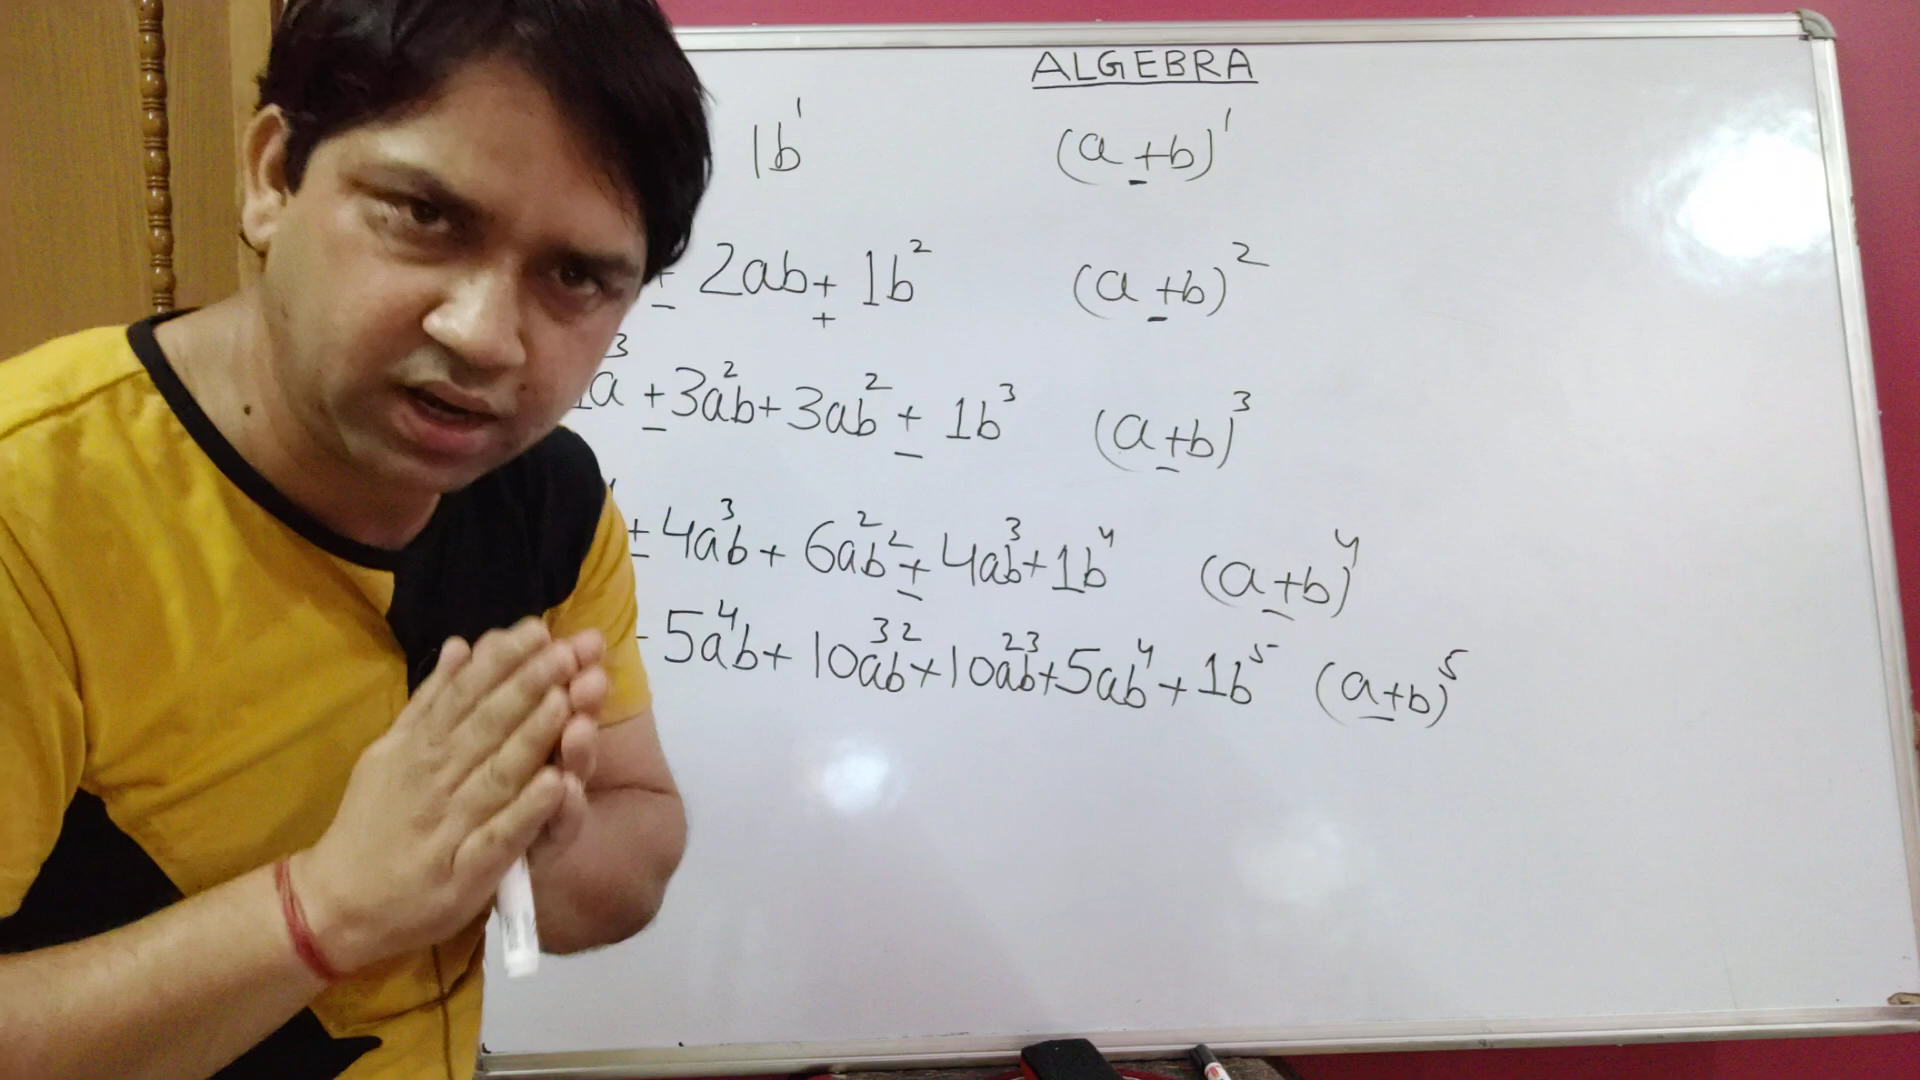 ALGEBRA
1b¹ (a±b)¹
± 2ab + + 1b² (a±b)²
a³ ± 3a²b + 3ab² ± 1b³ (a±b)³
± 4a³b + 6a²b² ± 4ab³ + 1b⁴ (a±b)⁴
- 5a⁴b + 10a³b² + 10a²b³ + 5ab⁴ + 1b⁵ (a±b)⁵